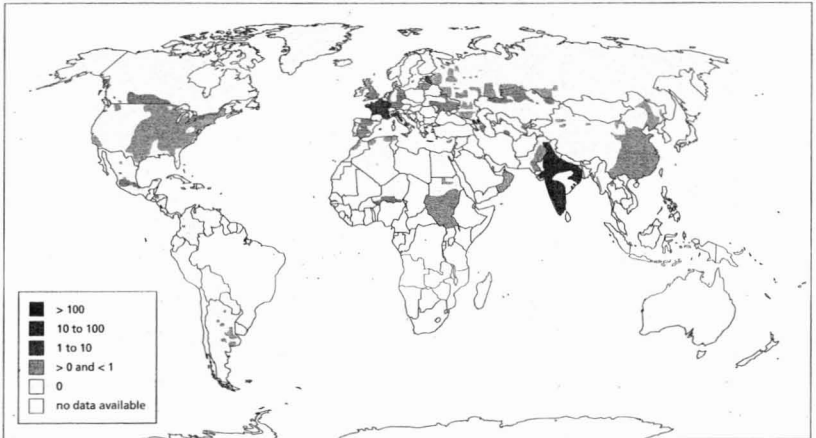 > 100
10 to 100
1 to 10
> 0 and < 1
0
no data available